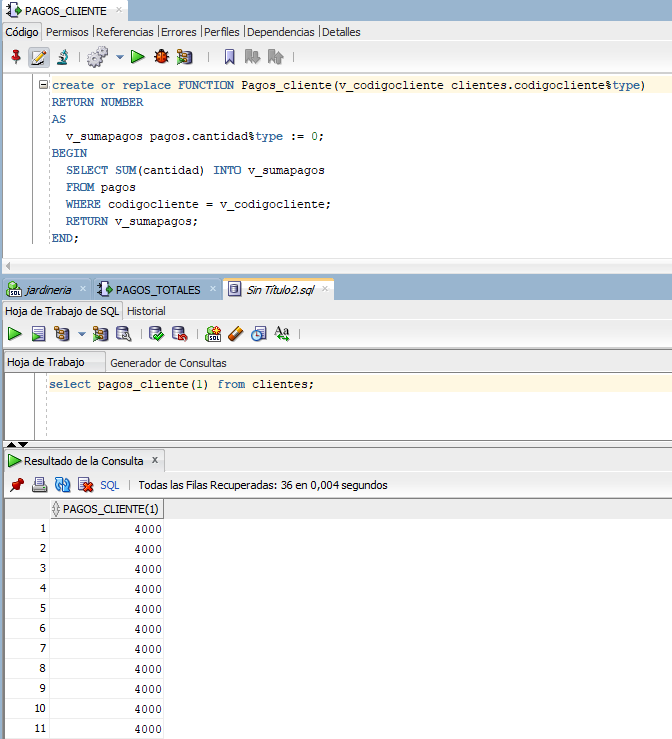 PAGOS_CLIENTE
Código Permisos Referencias Errores Perfiles Dependencias Detalles
create or replace FUNCTION Pagos_cliente(v_codigocliente clientes.codigocliente%type)
RETURN NUMBER
AS
v_sumapagos pagos.cantidad%type := 0;
BEGIN
SELECT SUM(cantidad) INTO v_sumapagos
FROM pagos
WHERE codigocliente = v_codigocliente;
RETURN v_sumapagos;
END;
jardineria PAGOS_TOTALES Sin Título2.sql
Hoja de Trabajo de SQL Historial
SQL Aa
Hoja de Trabajo Generador de Consultas
select pagos_cliente(1) from clientes;
Resultado de la Consulta x
SQL Todas las Filas Recuperadas: 36 en 0,004 segundos
PAGOS_CLIENTE(1)
1 4000
2 4000
3 4000
4 4000
5 4000
6 4000
7 4000
8 4000
9 4000
10 4000
11 4000